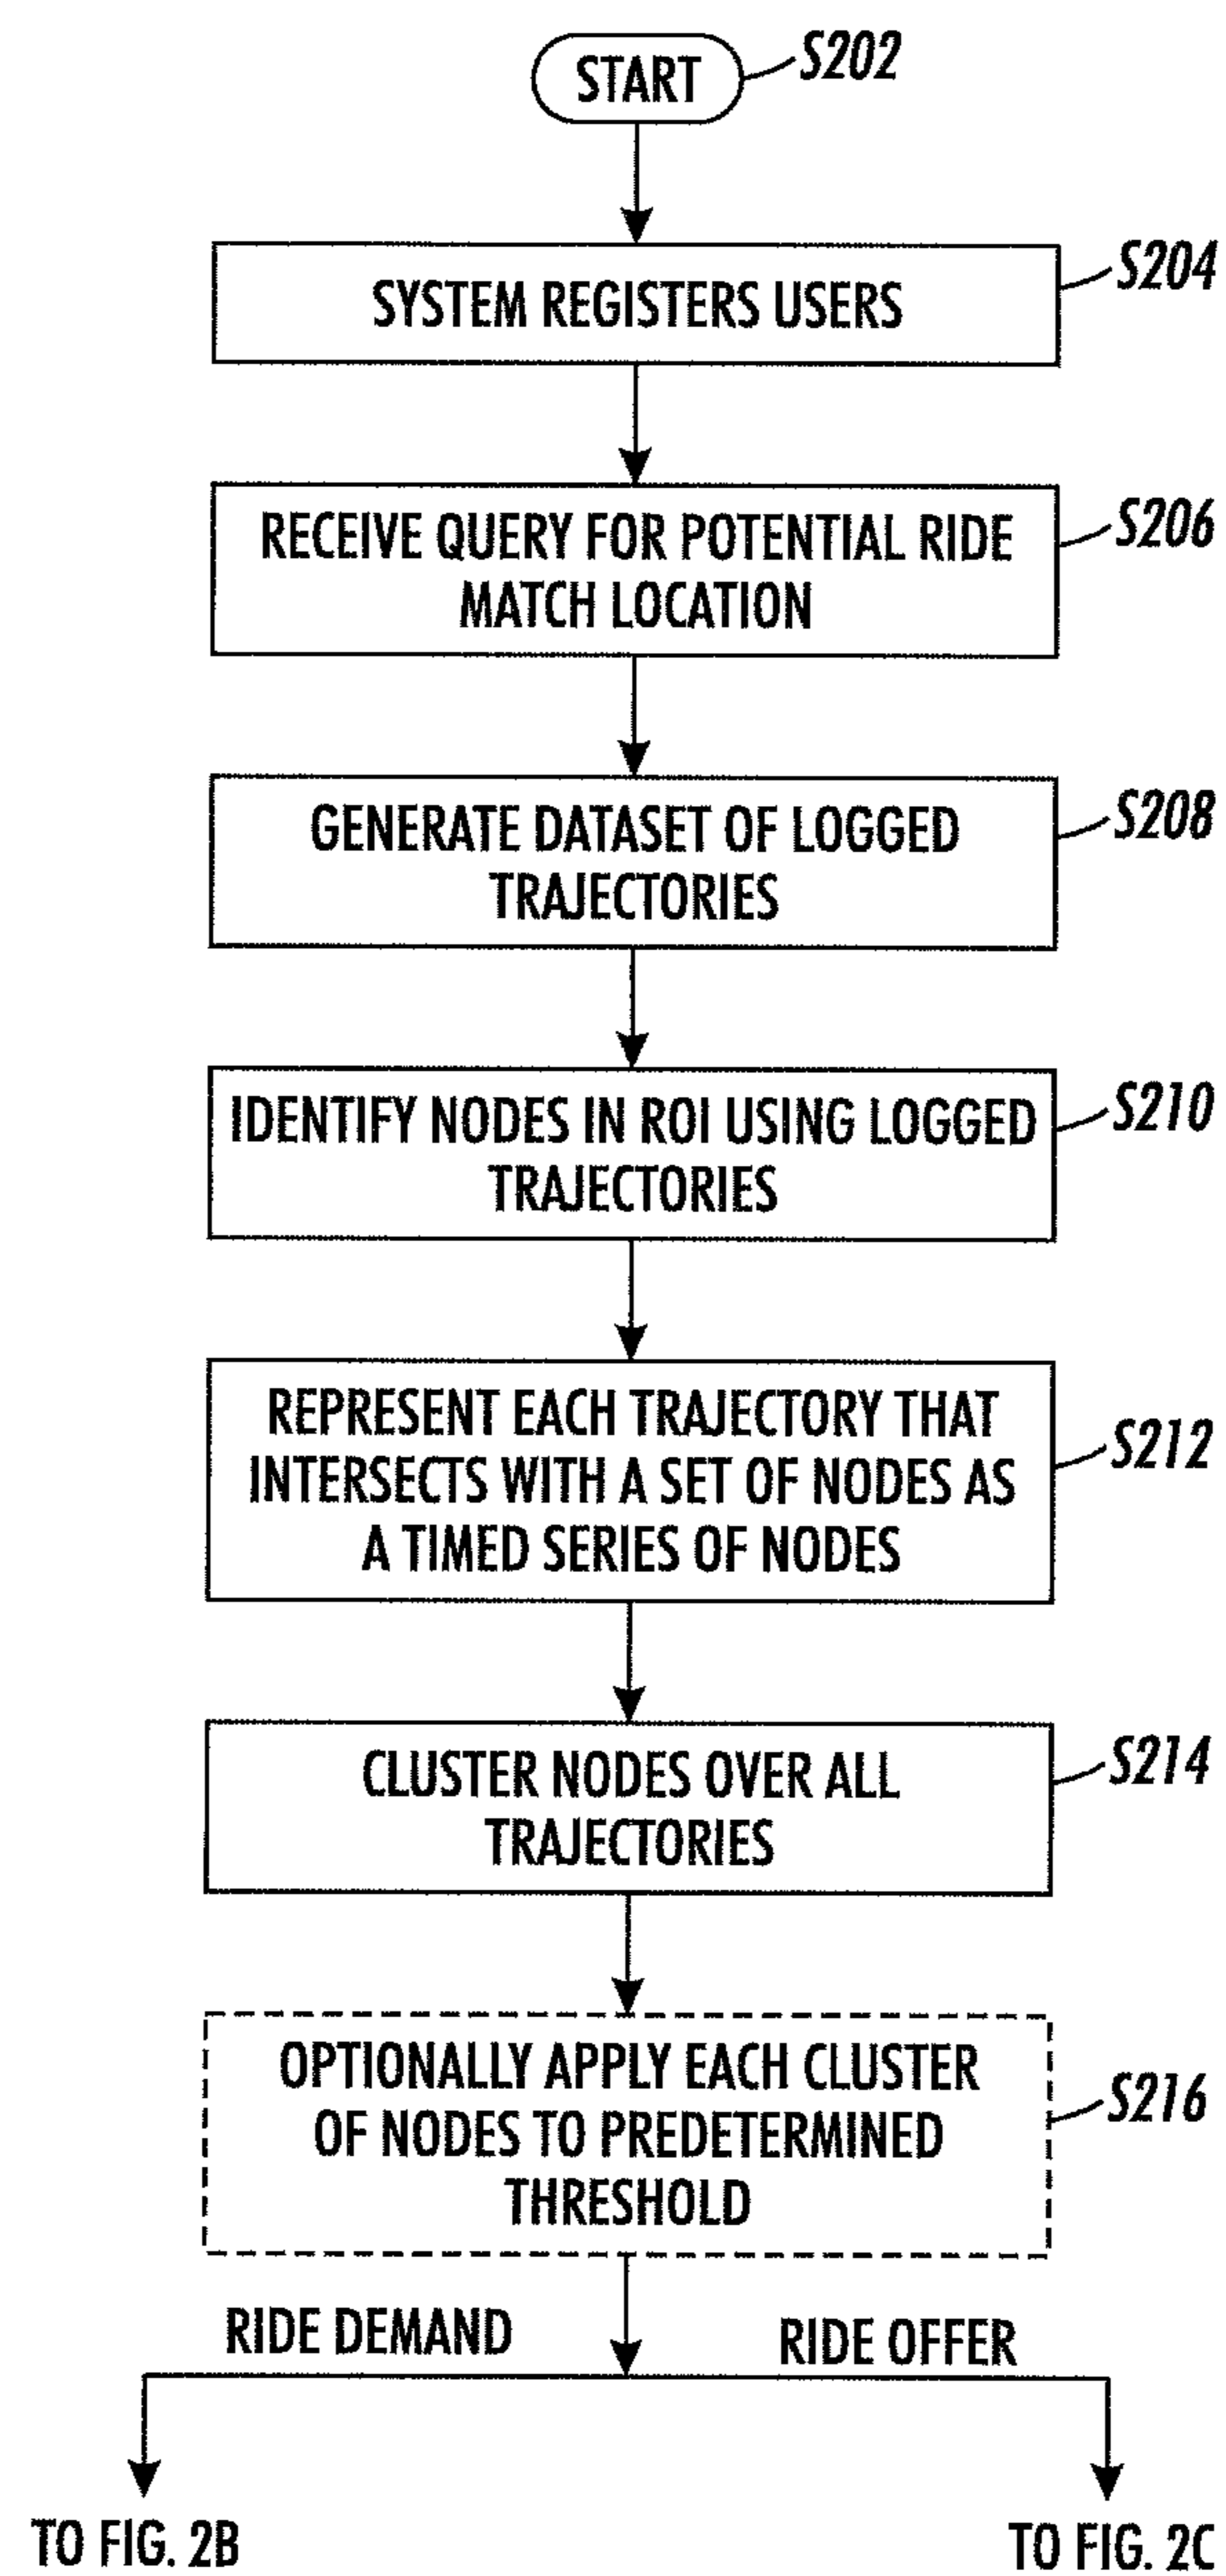 START
S202
SYSTEM REGISTERS USERS
S204
RECEIVE QUERY FOR POTENTIAL RIDE
MATCH LOCATION
S206
GENERATE DATASET OF LOGGED
TRAJECTORIES
S208
IDENTIFY NODES IN ROI USING LOGGED
TRAJECTORIES
S210
REPRESENT EACH TRAJECTORY THAT
INTERSECTS WITH A SET OF NODES AS
A TIMED SERIES OF NODES
S212
CLUSTER NODES OVER ALL
TRAJECTORIES
S214
OPTIONALLY APPLY EACH CLUSTER
OF NODES TO PREDETERMINED
THRESHOLD
S216
RIDE DEMAND
RIDE OFFER
TO FIG. 2B
TO FIG. 2C